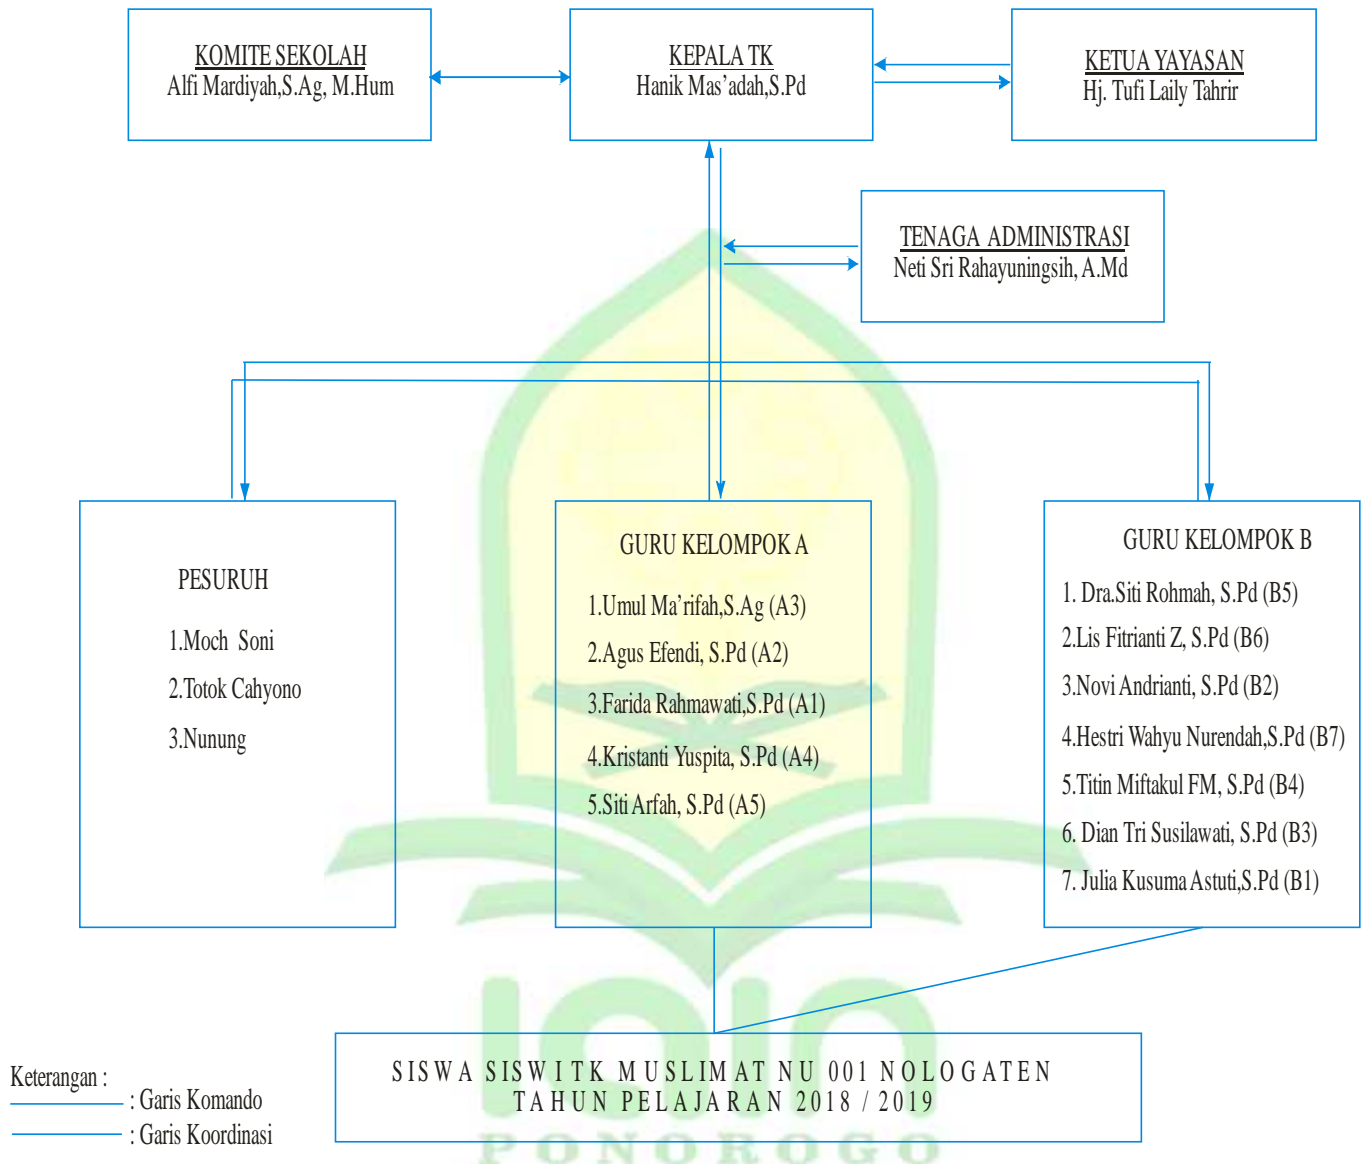 KOMITE SEKOLAH
Alfi Mardiyah,S.Ag, M.Hum
KEPALA TK
Hanik Mas’adah,S.Pd
KETUA YAYASAN
Hj. Tufi Laily Tahrir
TENAGA ADMINISTRASI
Neti Sri Rahayuningsih, A.Md
PESURUH
1.Moch Soni
2.Totok Cahyono
3.Nunung
GURU KELOMPOK A
1.Umul Ma’rifah,S.Ag (A3)
2.Agus Efendi, S.Pd (A2)
3.Farida Rahmawati,S.Pd (A1)
4.Kristanti Yuspita, S.Pd (A4)
5.Siti Arfah, S.Pd (A5)
GURU KELOMPOK B
1. Dra.Siti Rohmah, S.Pd (B5)
2.Lis Fitrianti Z, S.Pd (B6)
3.Novi Andrianti, S.Pd (B2)
4.Hestri Wahyu Nurendah,S.Pd (B7)
5.Titin Miftakul FM, S.Pd (B4)
6. Dian Tri Susilawati, S.Pd (B3)
7. Julia Kusuma Astuti,S.Pd (B1)
SISWA SISWI TK MUSLIMAT NU 001 NOLOGATEN
TAHUN PELAJARAN 2018 / 2019
Keterangan :
: Garis Komando
: Garis Koordinasi
iain
PONOROGO